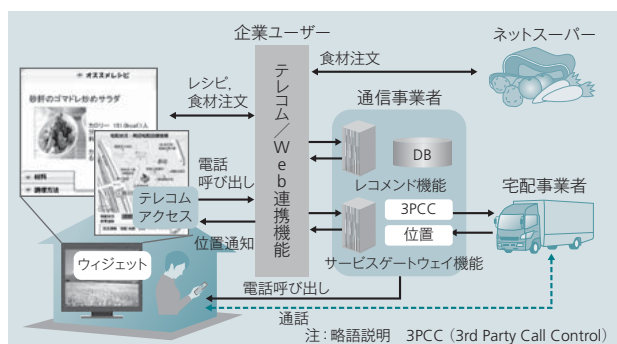 企業ユーザー
ネットスーパー
オススメレシピ
砂肝のゴマドレ炒めサラダ
レシピ,
食材注文
食材注文
テレコム/Web連携機能
通信事業者
DB
レコメンド機能
宅配事業者
電話
呼び出し
テレコム
アクセス
3PCC
位置
位置通知
サービスゲートウェイ機能
ウィジェット
電話呼び出し
通話
注:略語説明 3PCC(3rd Party Call Control)